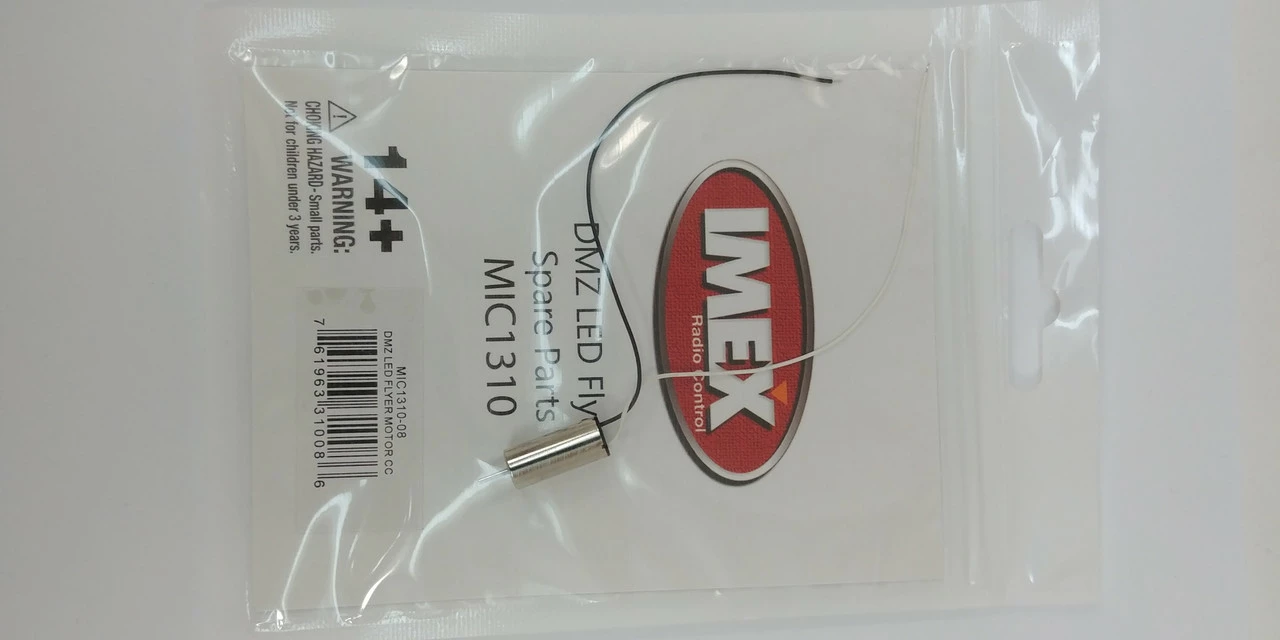 IMEX
Radio Control
DMZ LED Fly
Spare Parts
MIC1310
14+
WARNING:
CHOKING HAZARD - Small parts.
Not for children under 3 years.
MIC1310-08
DMZ LED FLYER MOTOR CC
7 61963 31008 6